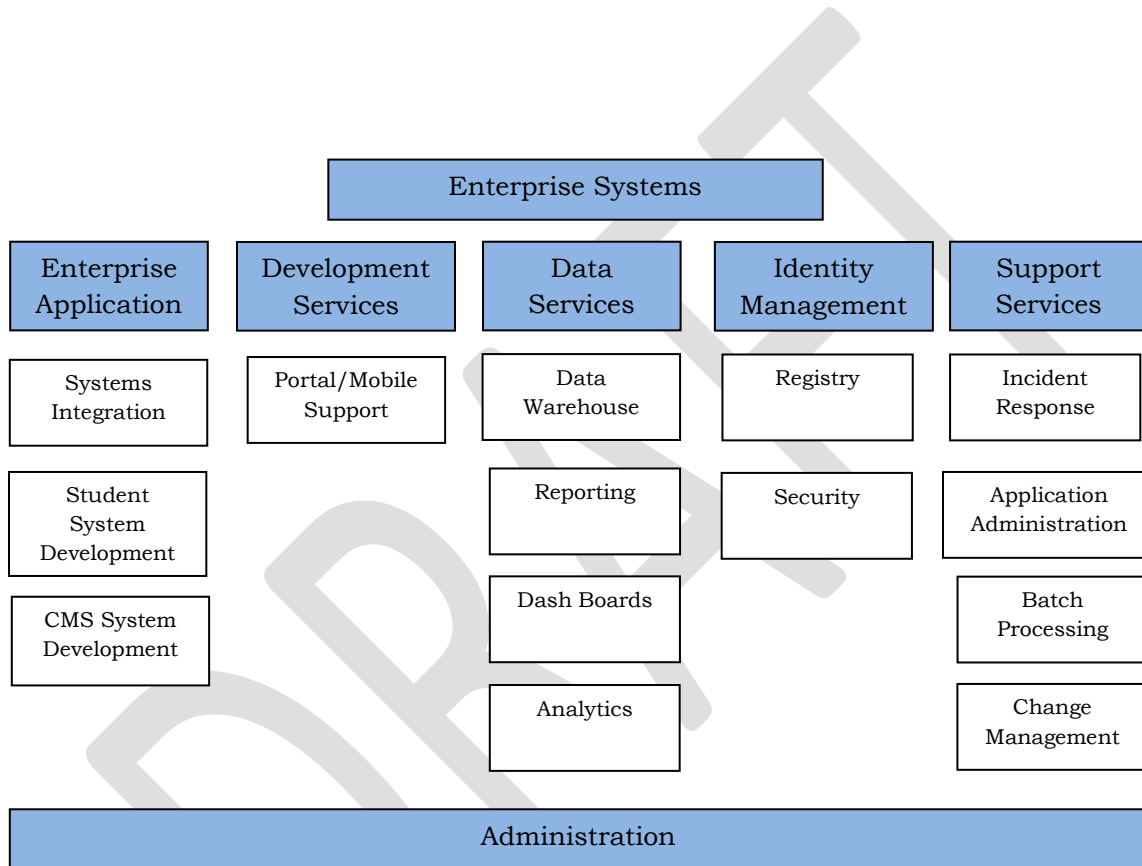 Enterprise Systems
Enterprise
Application
Development
Services
Data
Services
Identity
Management
Support
Services
Systems
Integration
Portal/Mobile
Support
Data
Warehouse
Registry
Incident
Response
Student
System
Development
Reporting
Security
Application
Administration
CMS System
Development
Dash Boards
Batch
Processing
Analytics
Change
Management
Administration
DRAFT